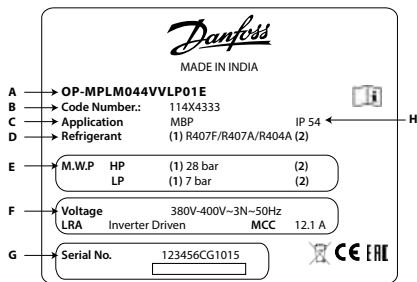 Danfoss
MADE IN INDIA
A OP-MPLM044VVLP01E
B Code Number.: 114X4333
C Application MBP IP 54 H
D Refrigerant (1) R407F/R407A/R404A (2)
E M.W.P HP (1) 28 bar (2)
LP (1) 7 bar (2)
F Voltage 380V-400V~3N~50Hz
LRA Inverter Driven MCC 12.1 A
G Serial No. 123456CG1015
CE EAC